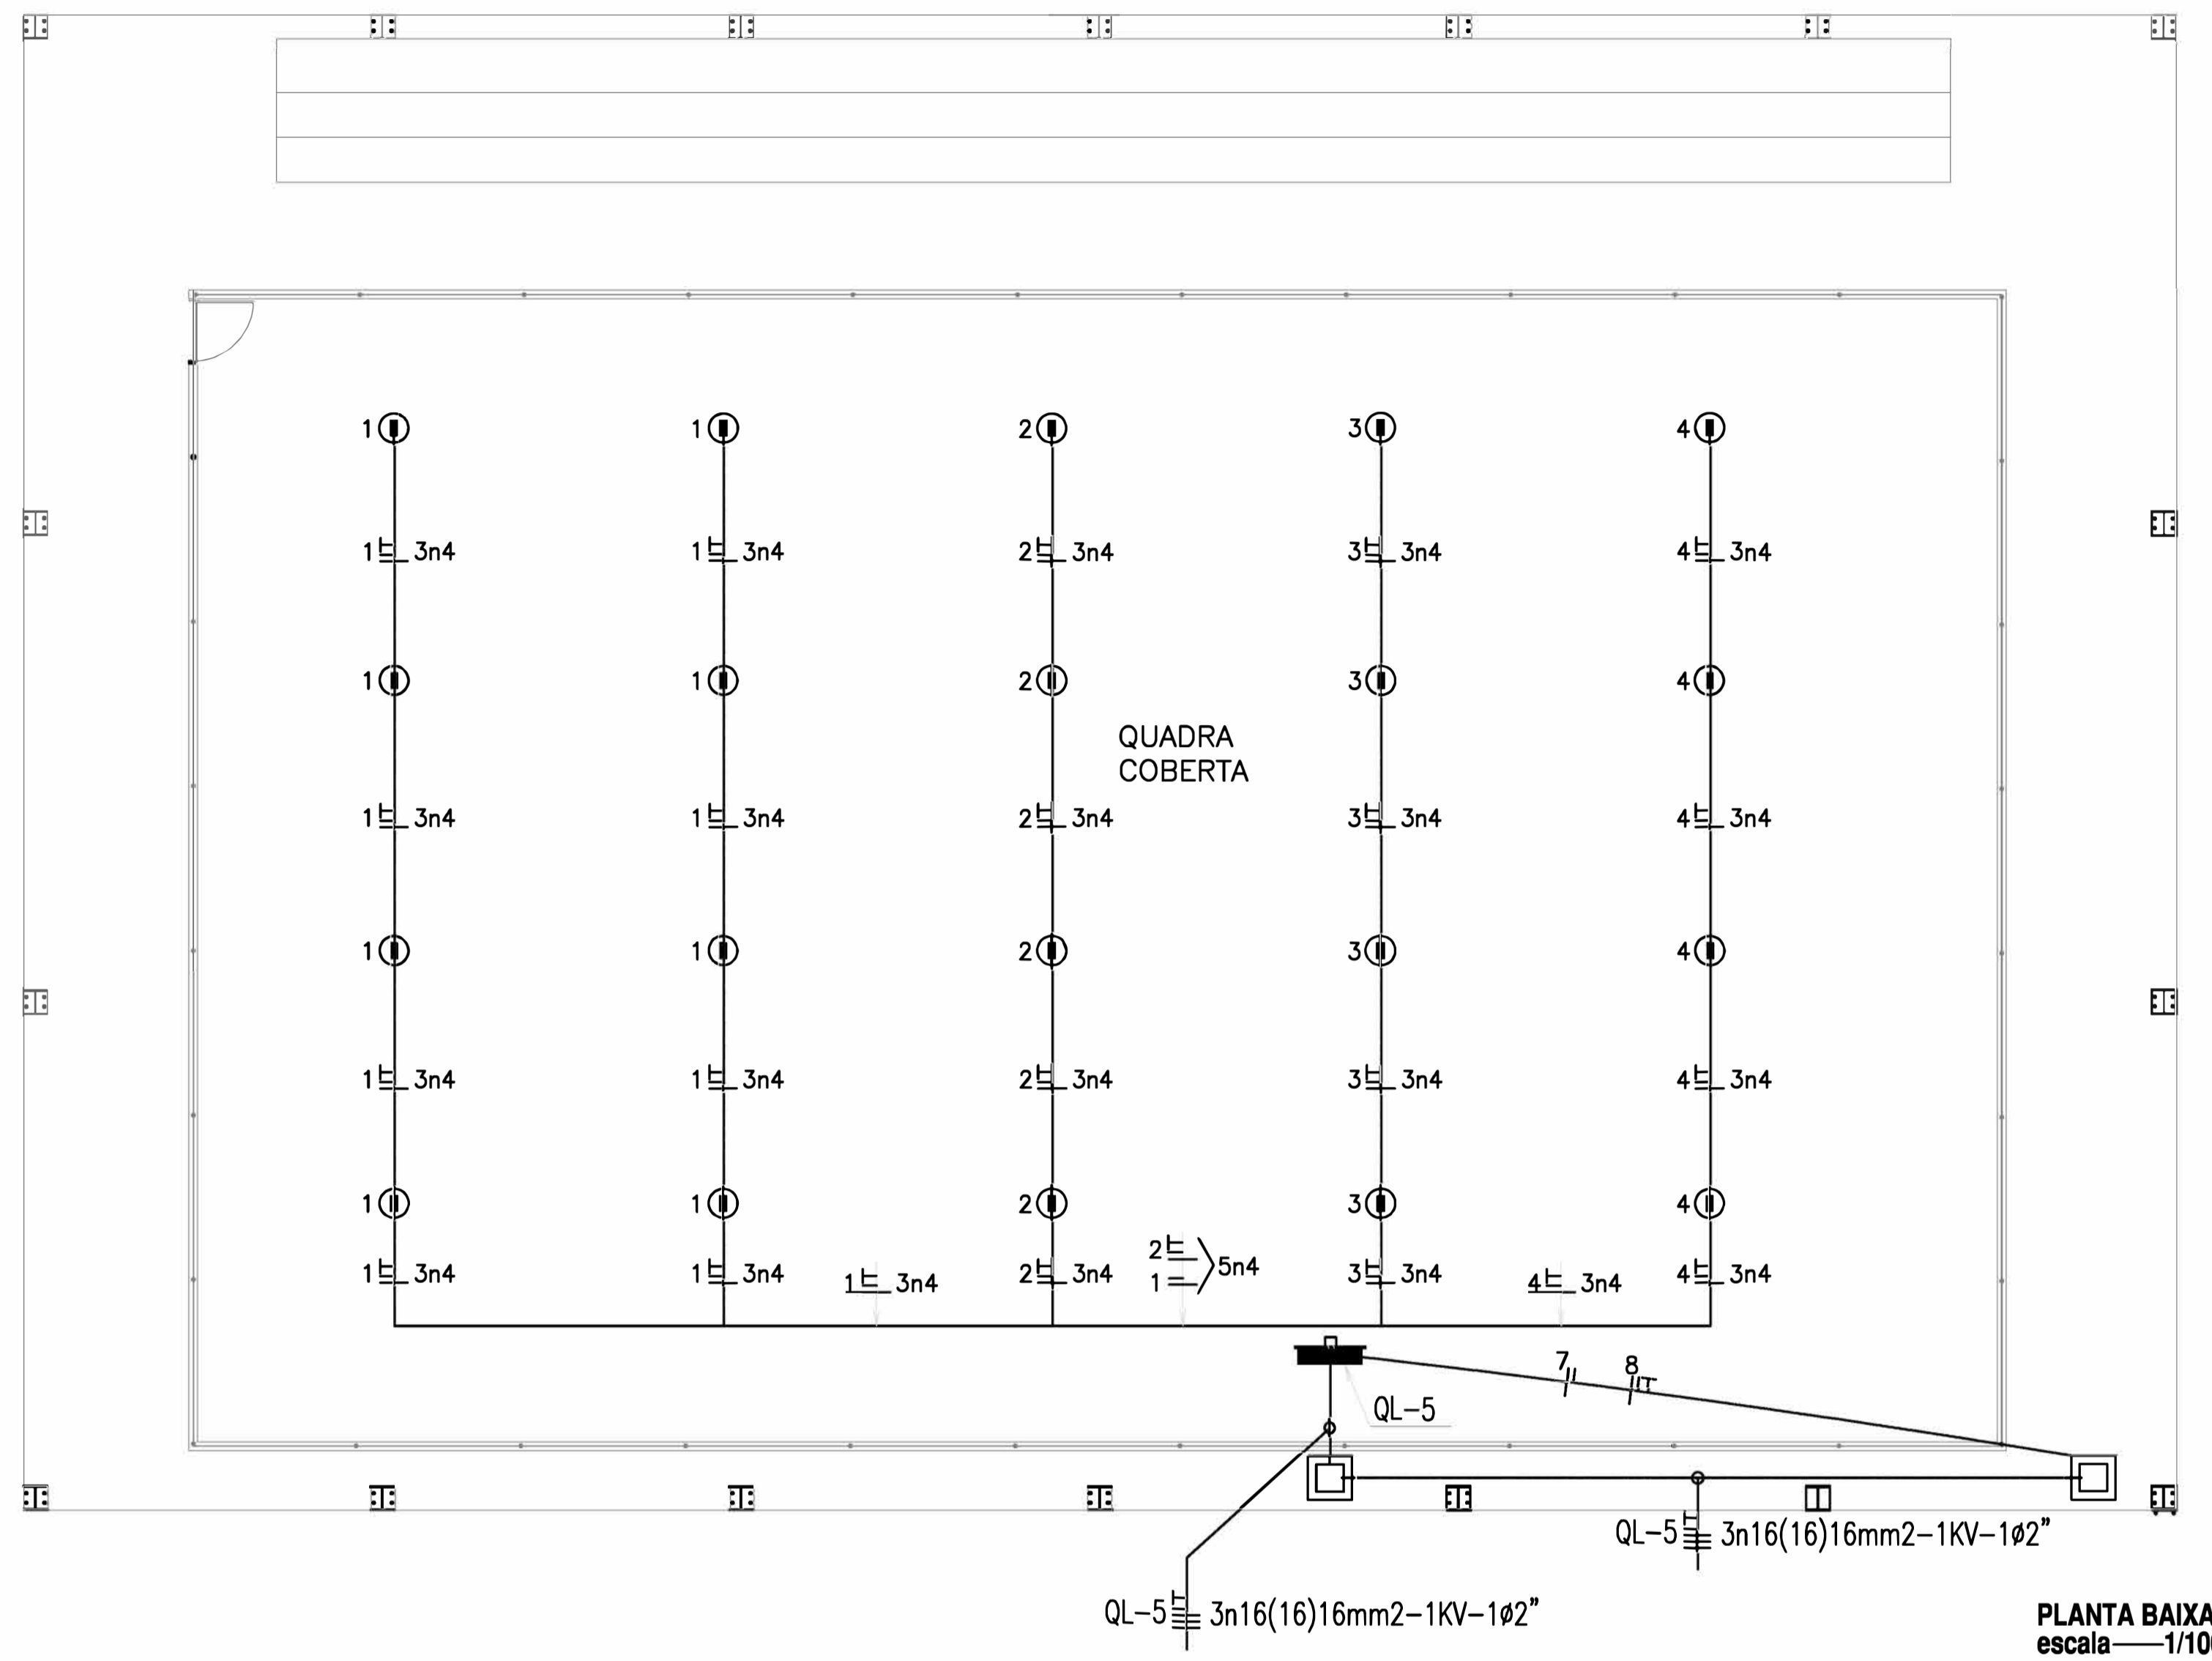 1 1 2 3 4
1 3n4 1 3n4 2 3n4 3 3n4 4 3n4
1 1 2 3 4
QUADRA
COBERTA
1 3n4 1 3n4 2 3n4 3 3n4 4 3n4
1 1 2 3 4
1 3n4 1 3n4 2 3n4 3 3n4 4 3n4
1 1 2 3 4
2
1 5n4
1 3n4 1 3n4 1 3n4 2 3n4 3 3n4 4 3n4 4 3n4
7 8
QL-5
QL-5 3n16(16)16mm2-1KV-1ø2"
QL-5 3n16(16)16mm2-1KV-1ø2"
PLANTA BAIXA
escala——1/10